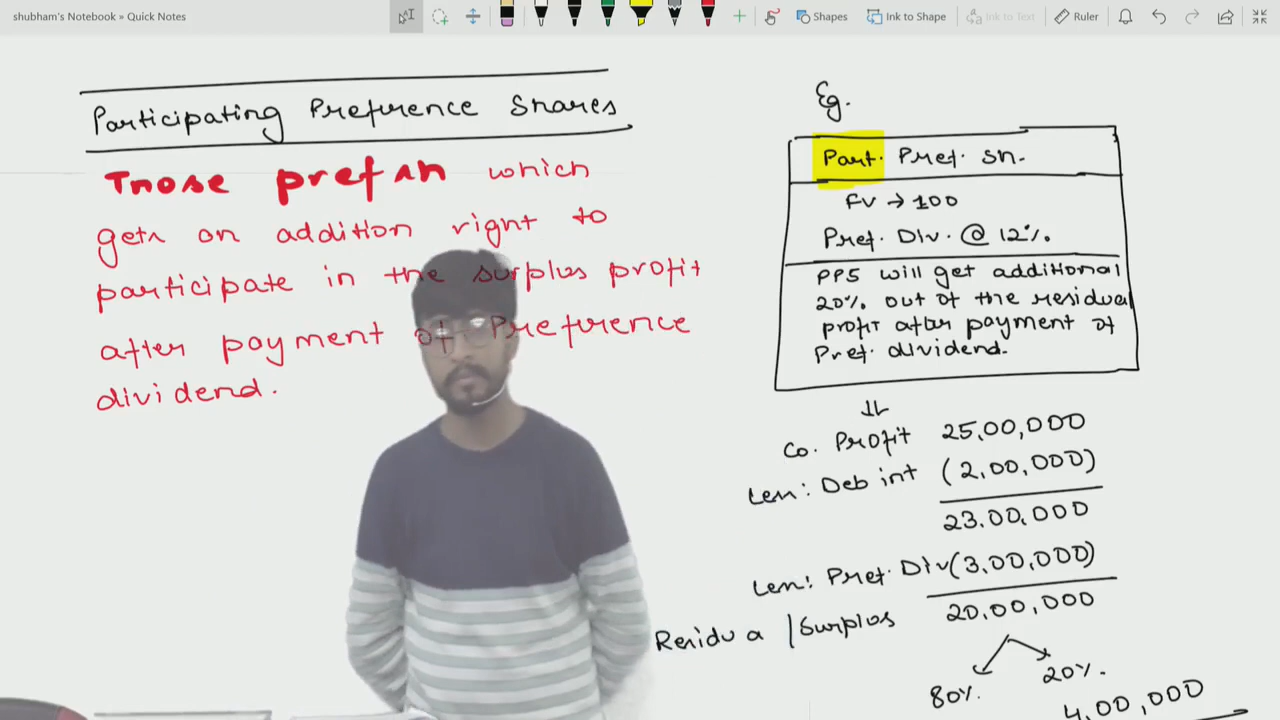 shubham's Notebook » Quick Notes
Shapes
Ink to Shape
Ink to Text
Ruler
Participating Preference Shares
Those pref sh which
gets an addition right to
participate in the surplus profit
after payment of Preference
dividend.
Eg.
Part. Pref. Sh.
FV → 100
Pref. Div. @ 12%.
PPS will get additional
20% out of the residual
profit after payment of
Pref. dividend.
Co. Profit 25,00,000
Less: Deb int (2,00,000)
23,00,000
Less: Pref. Div (3,00,000)
Residua / Surplus 20,00,000
80%. 20%.
4,00,000